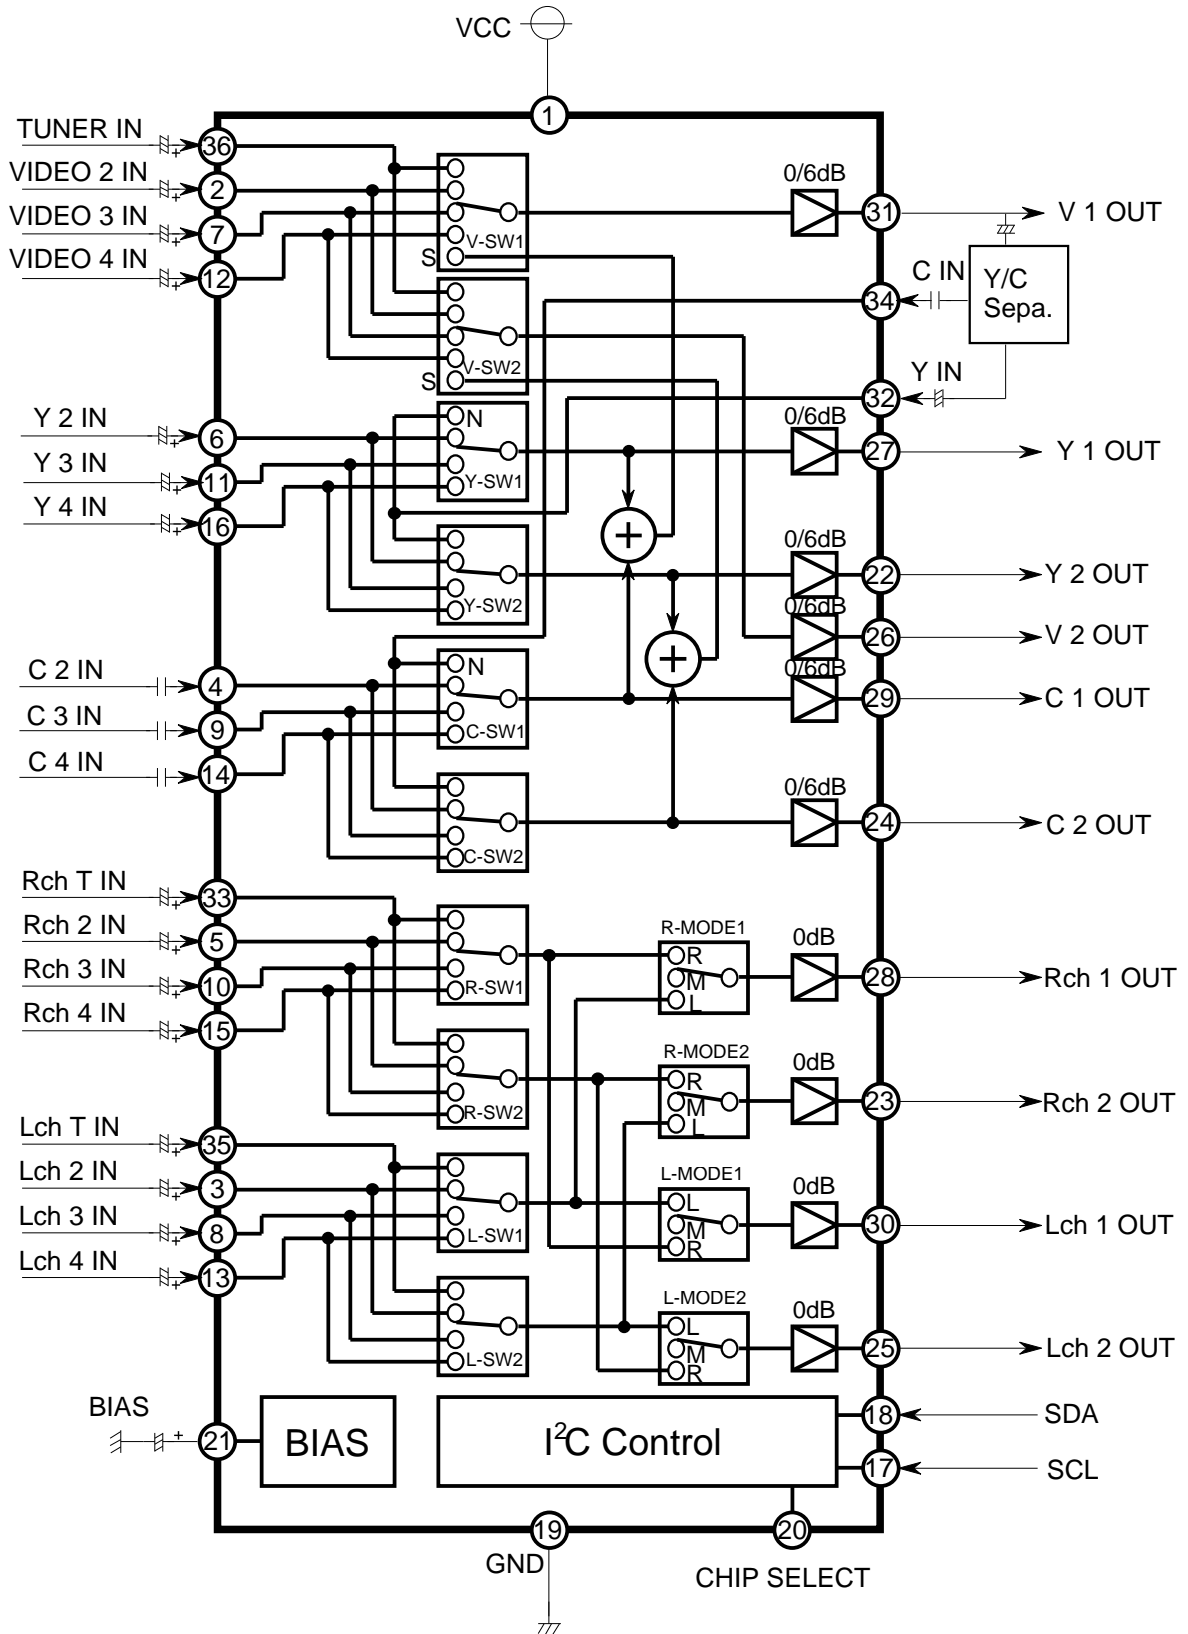 VCC
1
TUNER IN
36
VIDEO 2 IN
2
VIDEO 3 IN
7
VIDEO 4 IN
12
V-SW1
S
0/6dB
31
V 1 OUT
C IN
34
Y/C
Sepa.
V-SW2
S
Y IN
32
Y 2 IN
6
Y 3 IN
11
Y 4 IN
16
N
Y-SW1
0/6dB
27
Y 1 OUT
+
Y-SW2
0/6dB
22
Y 2 OUT
0/6dB
26
V 2 OUT
+
C 2 IN
4
C 3 IN
9
C 4 IN
14
N
C-SW1
0/6dB
29
C 1 OUT
C-SW2
0/6dB
24
C 2 OUT
Rch T IN
33
Rch 2 IN
5
Rch 3 IN
10
Rch 4 IN
15
R-SW1
R-MODE1
R
M
L
0dB
28
Rch 1 OUT
R-SW2
R-MODE2
R
M
L
0dB
23
Rch 2 OUT
Lch T IN
35
Lch 2 IN
3
Lch 3 IN
8
Lch 4 IN
13
L-SW1
L-MODE1
L
M
R
0dB
30
Lch 1 OUT
L-SW2
L-MODE2
L
M
R
0dB
25
Lch 2 OUT
BIAS
+
21
BIAS
I²C Control
18
SDA
17
SCL
19
GND
20
CHIP SELECT